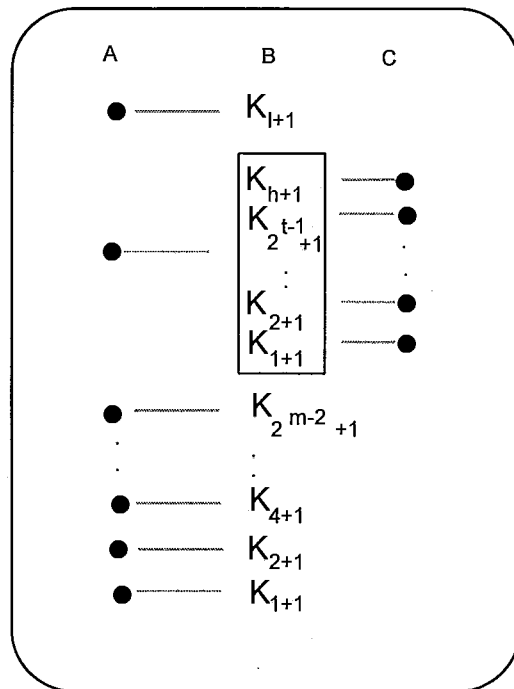 A B C
K_{l+1}
K_{h+1}
K_{2^{t-1}+1}
K_{2+1}
K_{1+1}
K_{2^{m-2}+1}
K_{4+1}
K_{2+1}
K_{1+1}